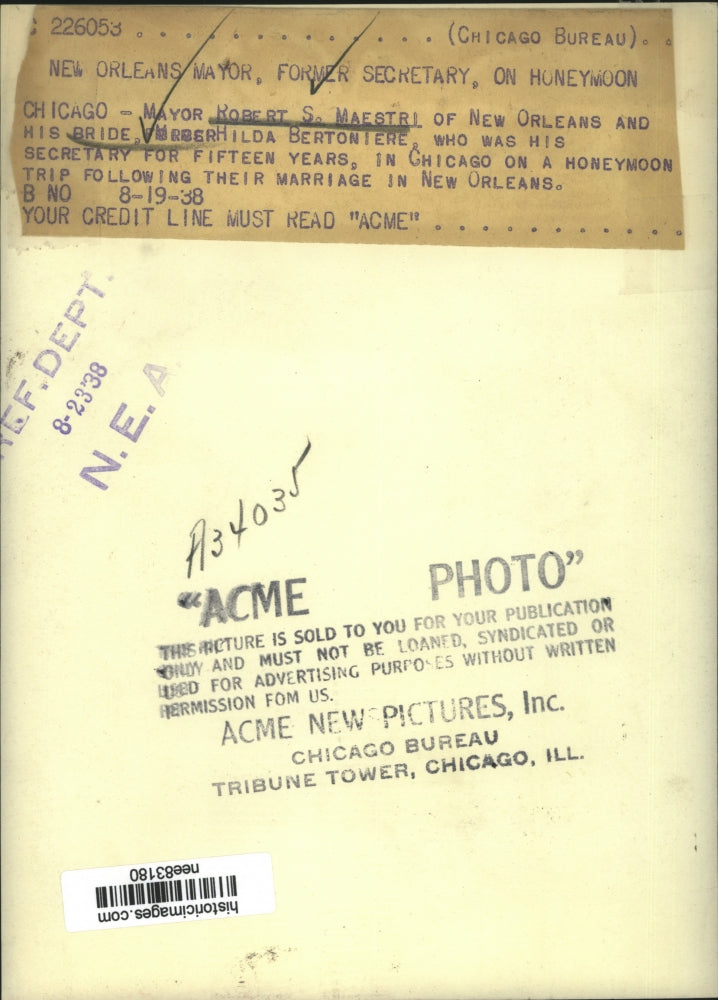 226053 . . . . . . . . . . . . . (CHICAGO BUREAU). .
NEW ORLEANS MAYOR, FORMER SECRETARY, ON HONEYMOON
CHICAGO - MAYOR ROBERT S. MAESTRI OF NEW ORLEANS AND
HIS BRIDE, HILDA BERTONIERE, WHO WAS HIS
SECRETARY FOR FIFTEEN YEARS, IN CHICAGO ON A HONEYMOON
TRIP FOLLOWING THEIR MARRIAGE IN NEW ORLEANS.
B NO 8-19-38
YOUR CREDIT LINE MUST READ "ACME" . . . . . . . . . . . .
REF. DEPT.
8-23-38
N.E.A.
A34035
"ACME PHOTO"
THIS PICTURE IS SOLD TO YOU FOR YOUR PUBLICATION
ONLY AND MUST NOT BE LOANED, SYNDICATED OR
USED FOR ADVERTISING PURPOSES WITHOUT WRITTEN
PERMISSION FOM US.
ACME NEWSPICTURES, Inc.
CHICAGO BUREAU
TRIBUNE TOWER, CHICAGO, ILL.
historicimages.com
nee83180